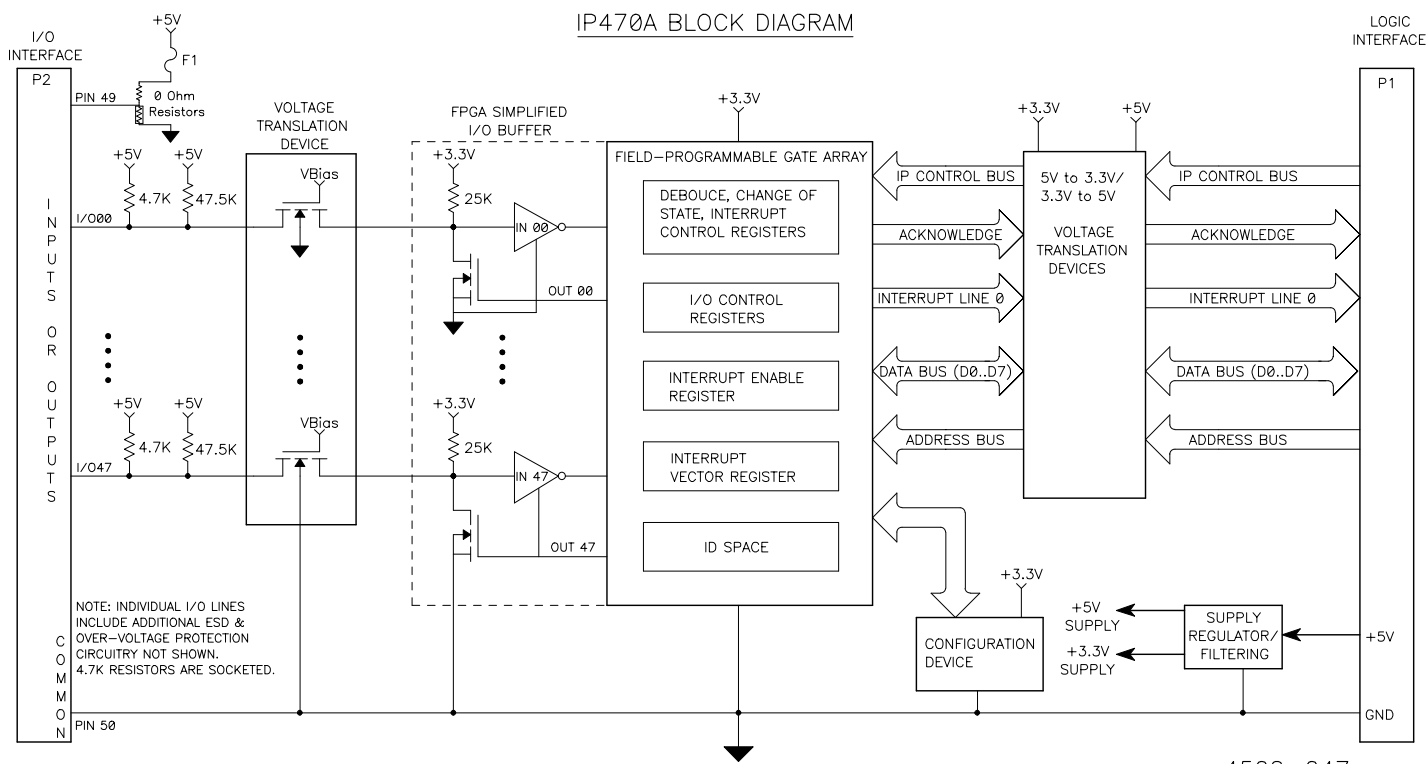 IP470A BLOCK DIAGRAM
I/O
INTERFACE
P2
+5V
F1
PIN 49
0 Ohm
Resistors
VOLTAGE
TRANSLATION
DEVICE
FPGA SIMPLIFIED
I/O BUFFER
+3.3V
+3.3V
+5V
LOGIC
INTERFACE
P1
+5V
+5V
4.7K
47.5K
VBias
+3.3V
25K
I/O00
IN 00
OUT 00
FIELD-PROGRAMMABLE GATE ARRAY
DEBOUCE, CHANGE OF
STATE, INTERRUPT
CONTROL REGISTERS
I/O CONTROL
REGISTERS
INTERRUPT ENABLE
REGISTER
INTERRUPT
VECTOR REGISTER
ID SPACE
IP CONTROL BUS
ACKNOWLEDGE
INTERRUPT LINE 0
DATA BUS (D0..D7)
ADDRESS BUS
5V to 3.3V/
3.3V to 5V
VOLTAGE
TRANSLATION
DEVICES
IP CONTROL BUS
ACKNOWLEDGE
INTERRUPT LINE 0
DATA BUS (D0..D7)
ADDRESS BUS
INPUTS OR OUTPUTS
+5V
+5V
4.7K
47.5K
VBias
+3.3V
25K
I/O47
IN 47
OUT 47
NOTE: INDIVIDUAL I/O LINES
INCLUDE ADDITIONAL ESD &
OVER-VOLTAGE PROTECTION
CIRCUITRY NOT SHOWN.
4.7K RESISTORS ARE SOCKETED.
COMMON
PIN 50
+3.3V
CONFIGURATION
DEVICE
+5V
SUPPLY
+3.3V
SUPPLY
SUPPLY
REGULATOR/
FILTERING
+5V
GND